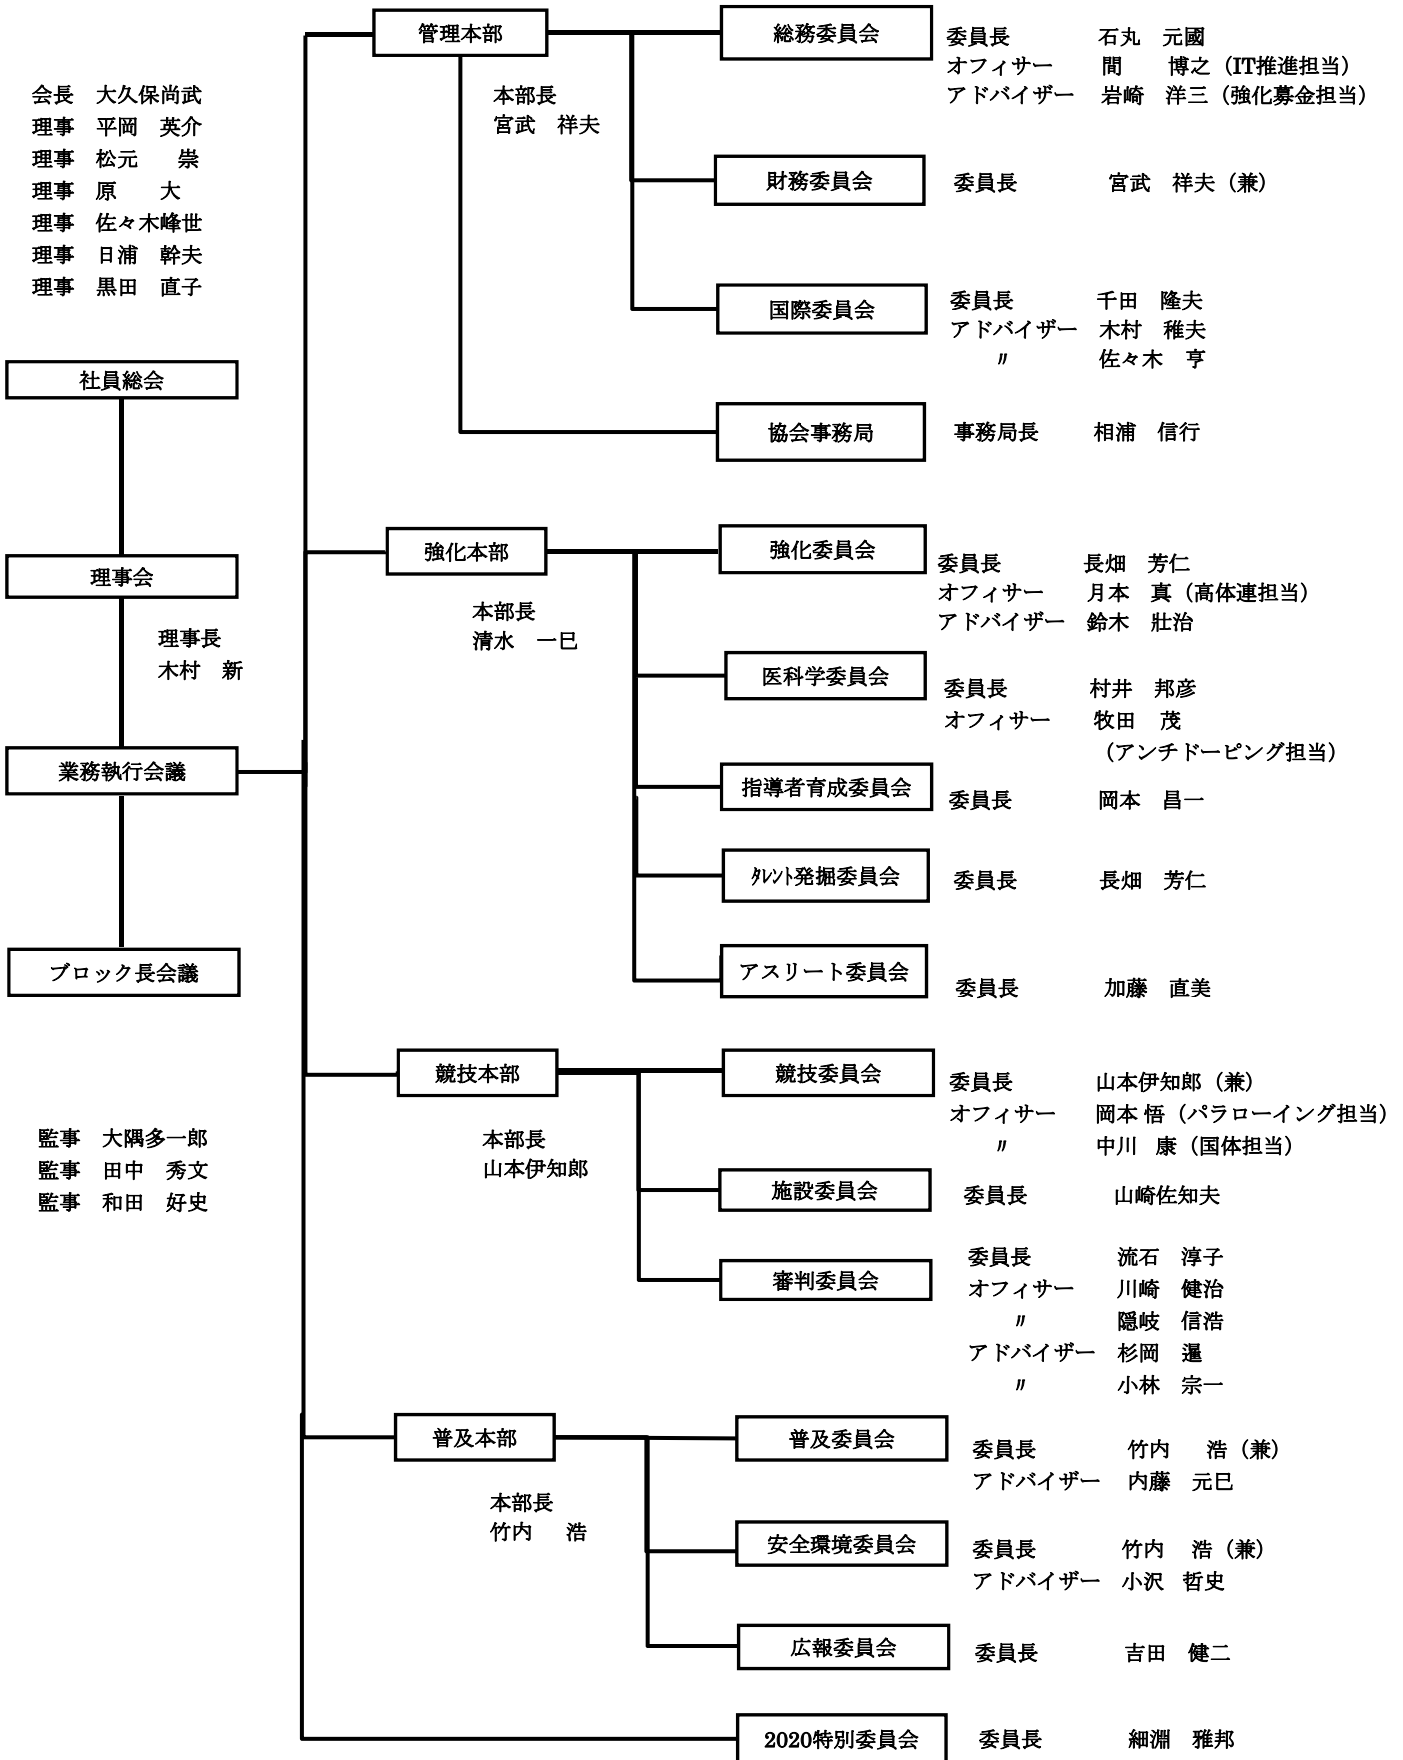 会長 大久保尚武
理事 平岡 英介
理事 松元 崇
理事 原 大
理事 佐々木峰世
理事 日浦 幹夫
理事 黒田 直子
社員総会
理事会
理事長
木村 新
業務執行会議
ブロック長会議
監事 大隅多一郎
監事 田中 秀文
監事 和田 好史
管理本部
本部長
宮武 祥夫
総務委員会
委員長 石丸 元國
オフィサー 間 博之（IT推進担当）
アドバイザー 岩崎 洋三（強化募金担当）
財務委員会
委員長 宮武 祥夫（兼）
国際委員会
委員長 千田 隆夫
アドバイザー 木村 稚夫
〃 佐々木 亨
協会事務局
事務局長 相浦 信行
強化本部
本部長
清水 一巳
強化委員会
委員長 長畑 芳仁
オフィサー 月本 真（高体連担当）
アドバイザー 鈴木 壯治
医科学委員会
委員長 村井 邦彦
オフィサー 牧田 茂
（アンチドーピング担当）
指導者育成委員会
委員長 岡本 昌一
ﾀﾚﾝﾄ発掘委員会
委員長 長畑 芳仁
アスリート委員会
委員長 加藤 直美
競技本部
本部長
山本伊知郎
競技委員会
委員長 山本伊知郎（兼）
オフィサー 岡本 悟（パラローイング担当）
〃 中川 康（国体担当）
施設委員会
委員長 山崎佐知夫
審判委員会
委員長 流石 淳子
オフィサー 川崎 健治
〃 隠岐 信浩
アドバイザー 杉岡 暹
〃 小林 宗一
普及本部
本部長
竹内 浩
普及委員会
委員長 竹内 浩（兼）
アドバイザー 内藤 元巳
安全環境委員会
委員長 竹内 浩（兼）
アドバイザー 小沢 哲史
広報委員会
委員長 吉田 健二
2020特別委員会
委員長 細淵 雅邦